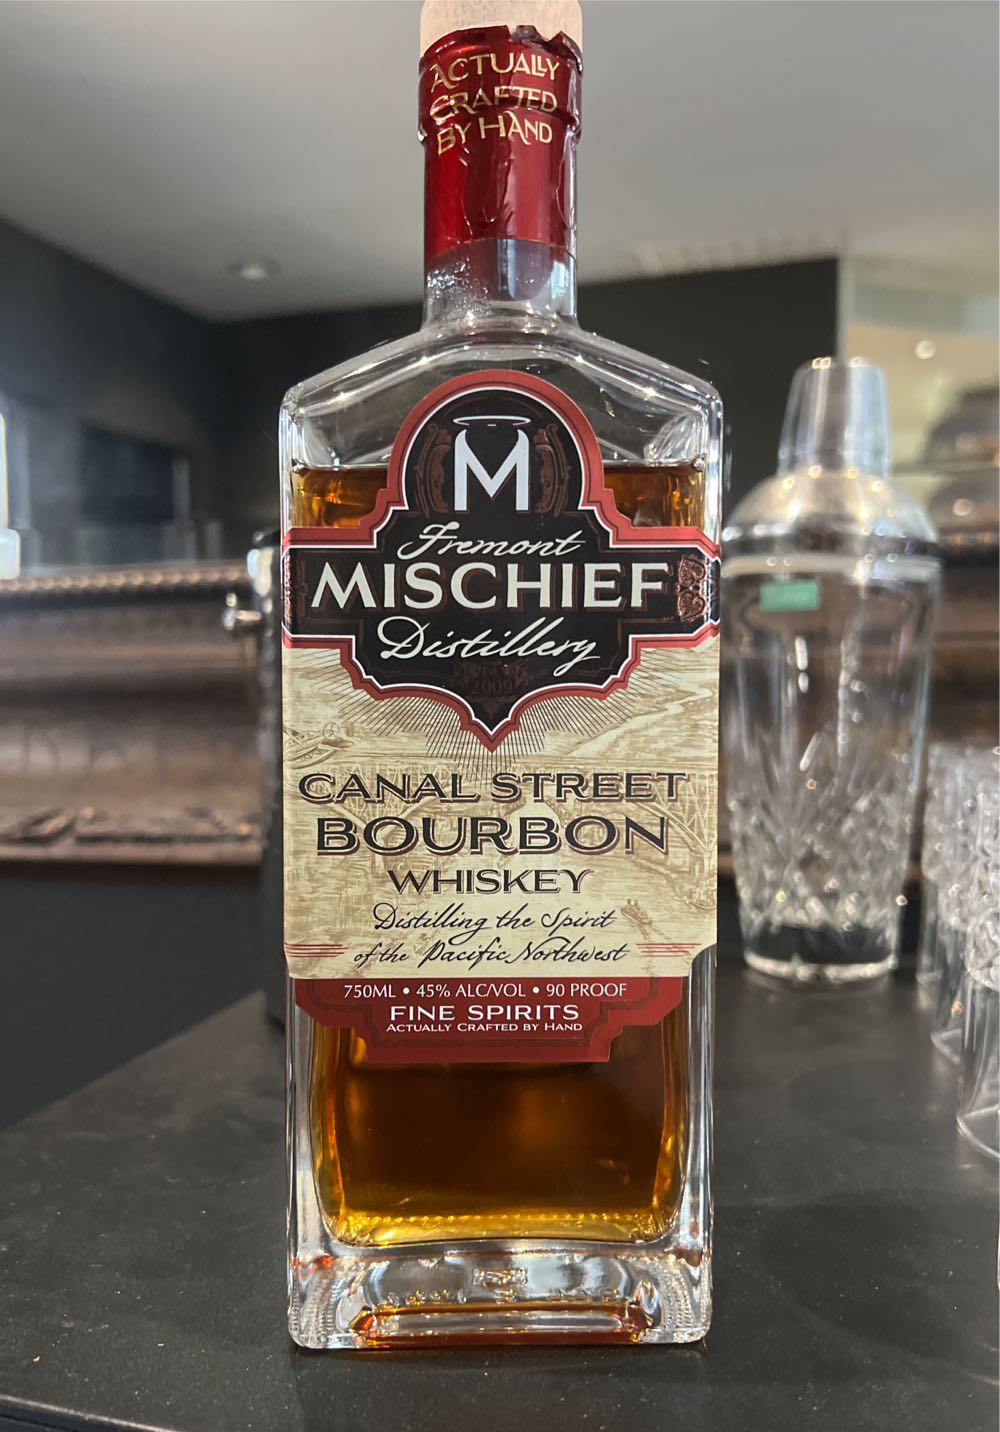 ACTUALLY
CRAFTED
BY HAND
M
Fremont
MISCHIEF
Distillery
2009
CANAL STREET
BOURBON
WHISKEY
Distilling the Spirit
of the Pacific Northwest
750ML • 45% ALC/VOL • 90 PROOF
FINE SPIRITS
ACTUALLY CRAFTED BY HAND